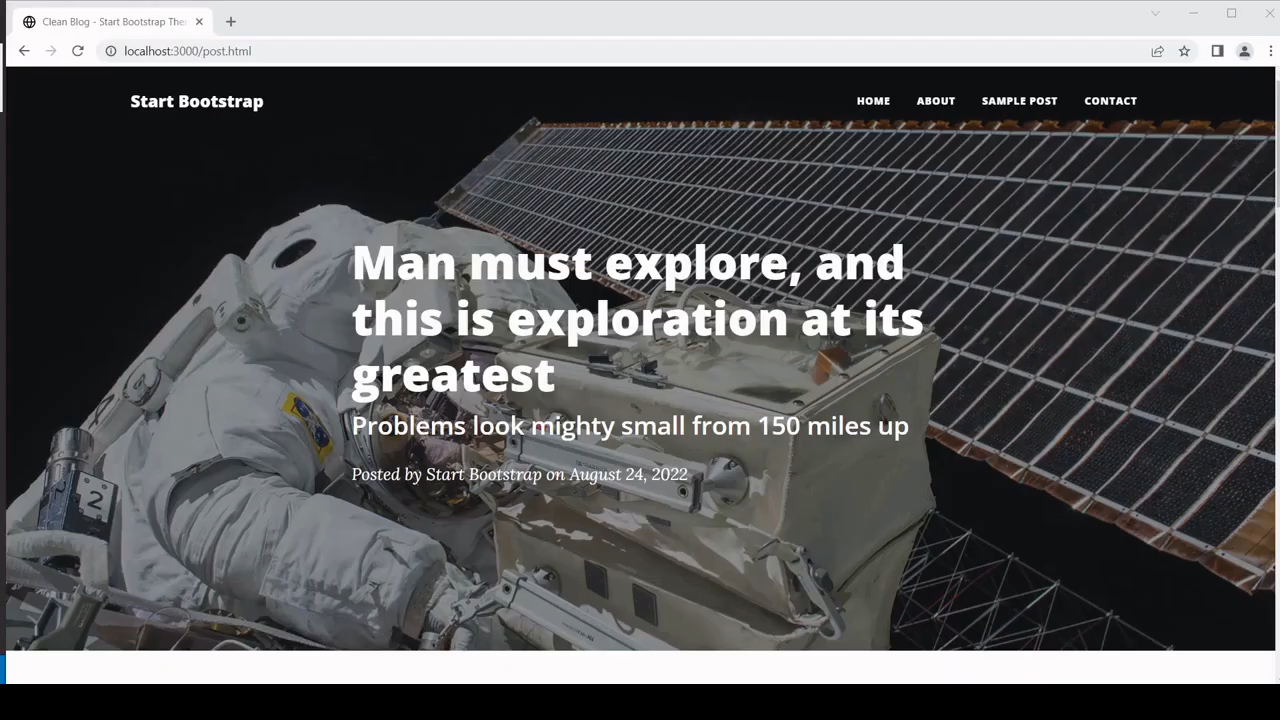 Clean Blog - Start Bootstrap The
localhost:3000/post.html
Start Bootstrap
HOME ABOUT SAMPLE POST CONTACT
Man must explore, and
this is exploration at its
greatest
Problems look mighty small from 150 miles up
Posted by Start Bootstrap on August 24, 2022
2